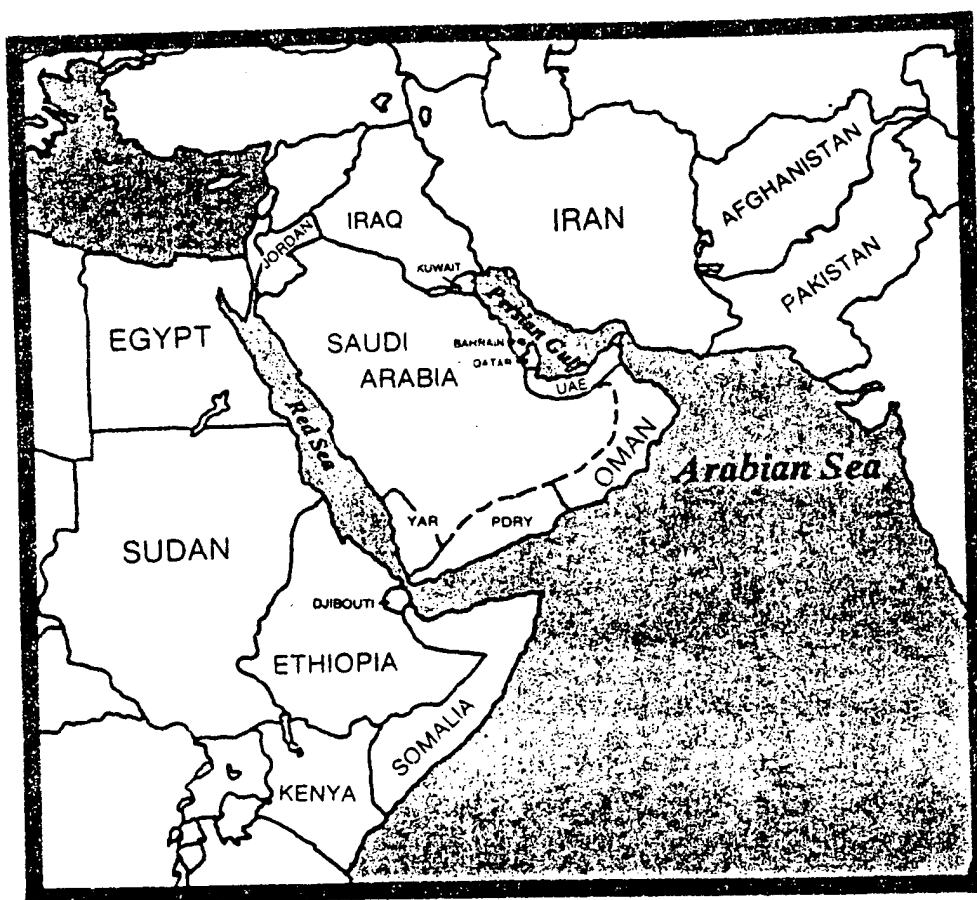 AFGHANISTAN
IRAQ
IRAN
JORDAN
KUWAIT
PAKISTAN
Persian Gulf
EGYPT
SAUDI
ARABIA
BAHRAIN
QATAR
UAE
Red Sea
OMAN
Arabian Sea
YAR
PDRY
SUDAN
DJIBOUTI
ETHIOPIA
SOMALIA
KENYA